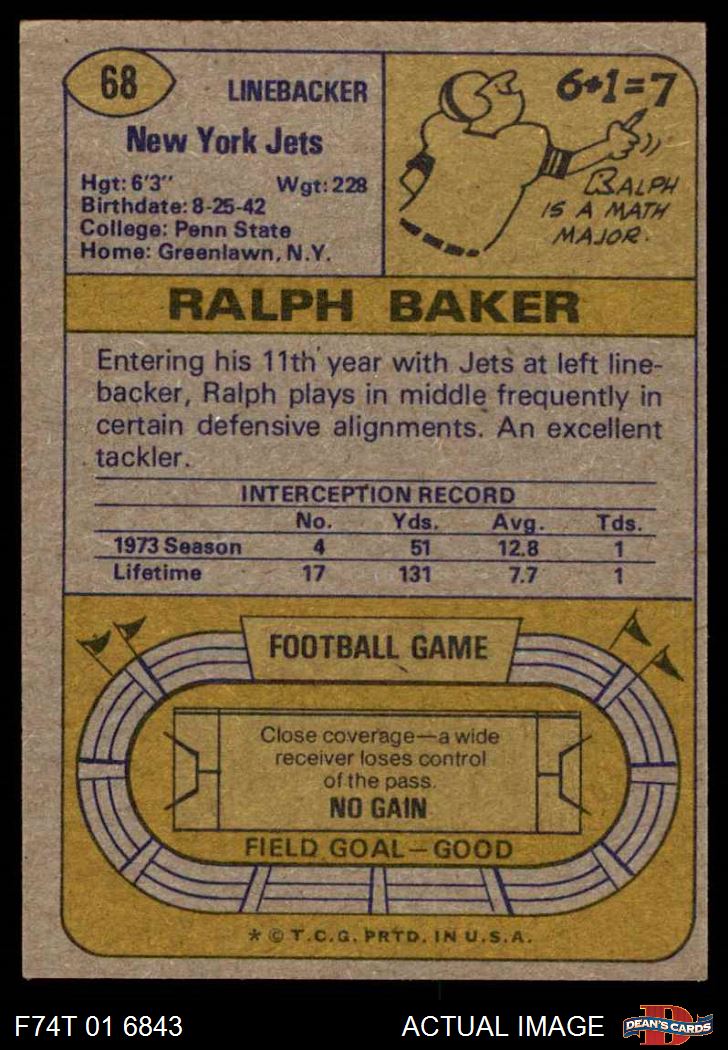 68
LINEBACKER
New York Jets
Hgt: 6'3" Wgt: 228
Birthdate: 8-25-42
College: Penn State
Home: Greenlawn, N.Y.
6+1=7
RALPH
IS A MATH
MAJOR.
RALPH BAKER
Entering his 11th year with Jets at left line-
backer, Ralph plays in middle frequently in
certain defensive alignments. An excellent
tackler.
INTERCEPTION RECORD
No. Yds. Avg. Tds.
1973 Season 4 51 12.8 1
Lifetime 17 131 7.7 1
FOOTBALL GAME
Close coverage—a wide
receiver loses control
of the pass.
NO GAIN
FIELD GOAL—GOOD
* © T.C.G. PRTD. IN U.S.A.
F74T 01 6843 ACTUAL IMAGE DEAN'S CARDS